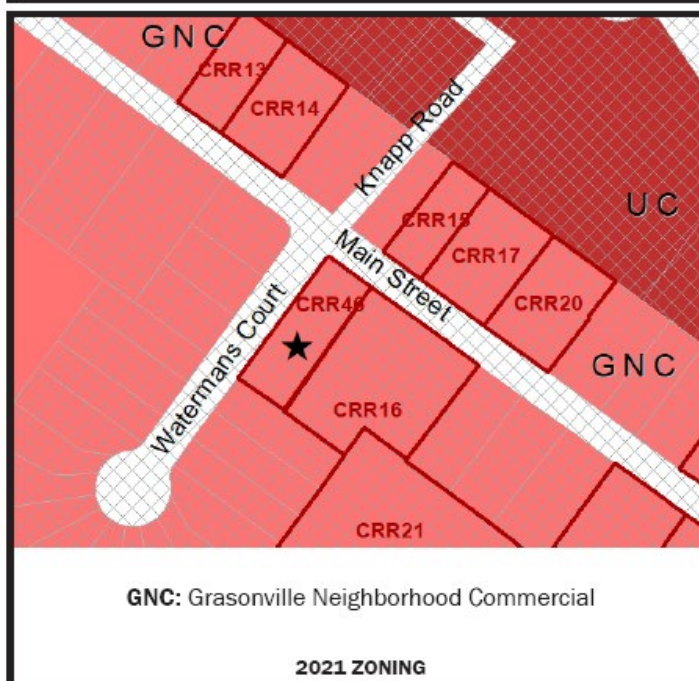 GNC
CRR13
CRR14
Knapp Road
UC
CRR15
CRR17
Main Street
CRR46
CRR20
GNC
Watermans Court
CRR16
CRR21
GNC: Grasonville Neighborhood Commercial
2021 ZONING